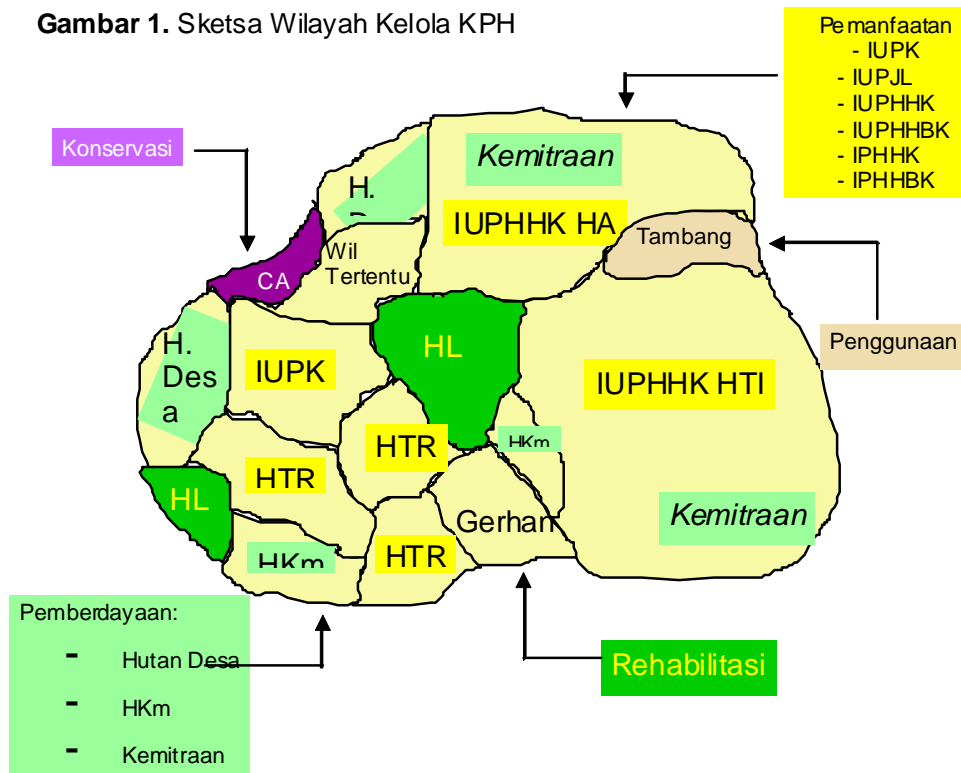 Gambar 1. Sketsa Wilayah Kelola KPH
Pemanfaatan
- IUPK
- IUPJL
- IUPHHK
- IUPHHBK
- IPHHK
- IPHHBK
Konservasi
Kemitraan
H.
IUPHHK HA
Tambang
Wil
Tertentu
CA
HL
Penggunaan
H.
Des
a
IUPK
IUPHHK HTI
HTR
HKm
HTR
HL
Gerhan
Kemitraan
HKm
HTR
Pemberdayaan:
- Hutan Desa
- HKm
- Kemitraan
Rehabilitasi